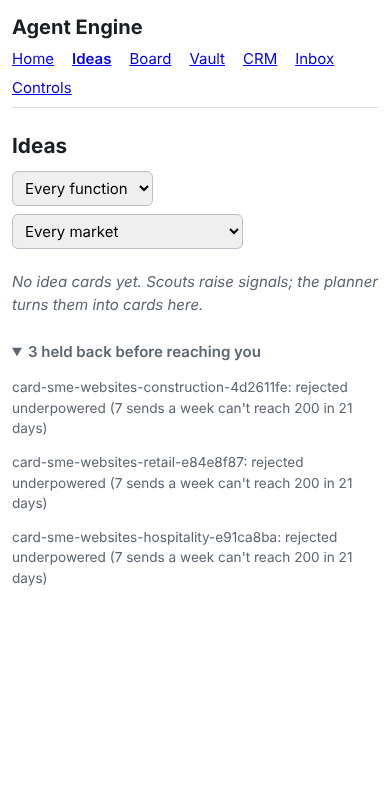 Agent Engine
Home Ideas Board Vault CRM Inbox
Controls
Ideas
Every function
Every market
No idea cards yet. Scouts raise signals; the planner
turns them into cards here.
▼ 3 held back before reaching you
card-sme-websites-construction-4d2611fe: rejected
underpowered (7 sends a week can't reach 200 in 21
days)
card-sme-websites-retail-e84e8f87: rejected
underpowered (7 sends a week can't reach 200 in 21
days)
card-sme-websites-hospitality-e91ca8ba: rejected
underpowered (7 sends a week can't reach 200 in 21
days)